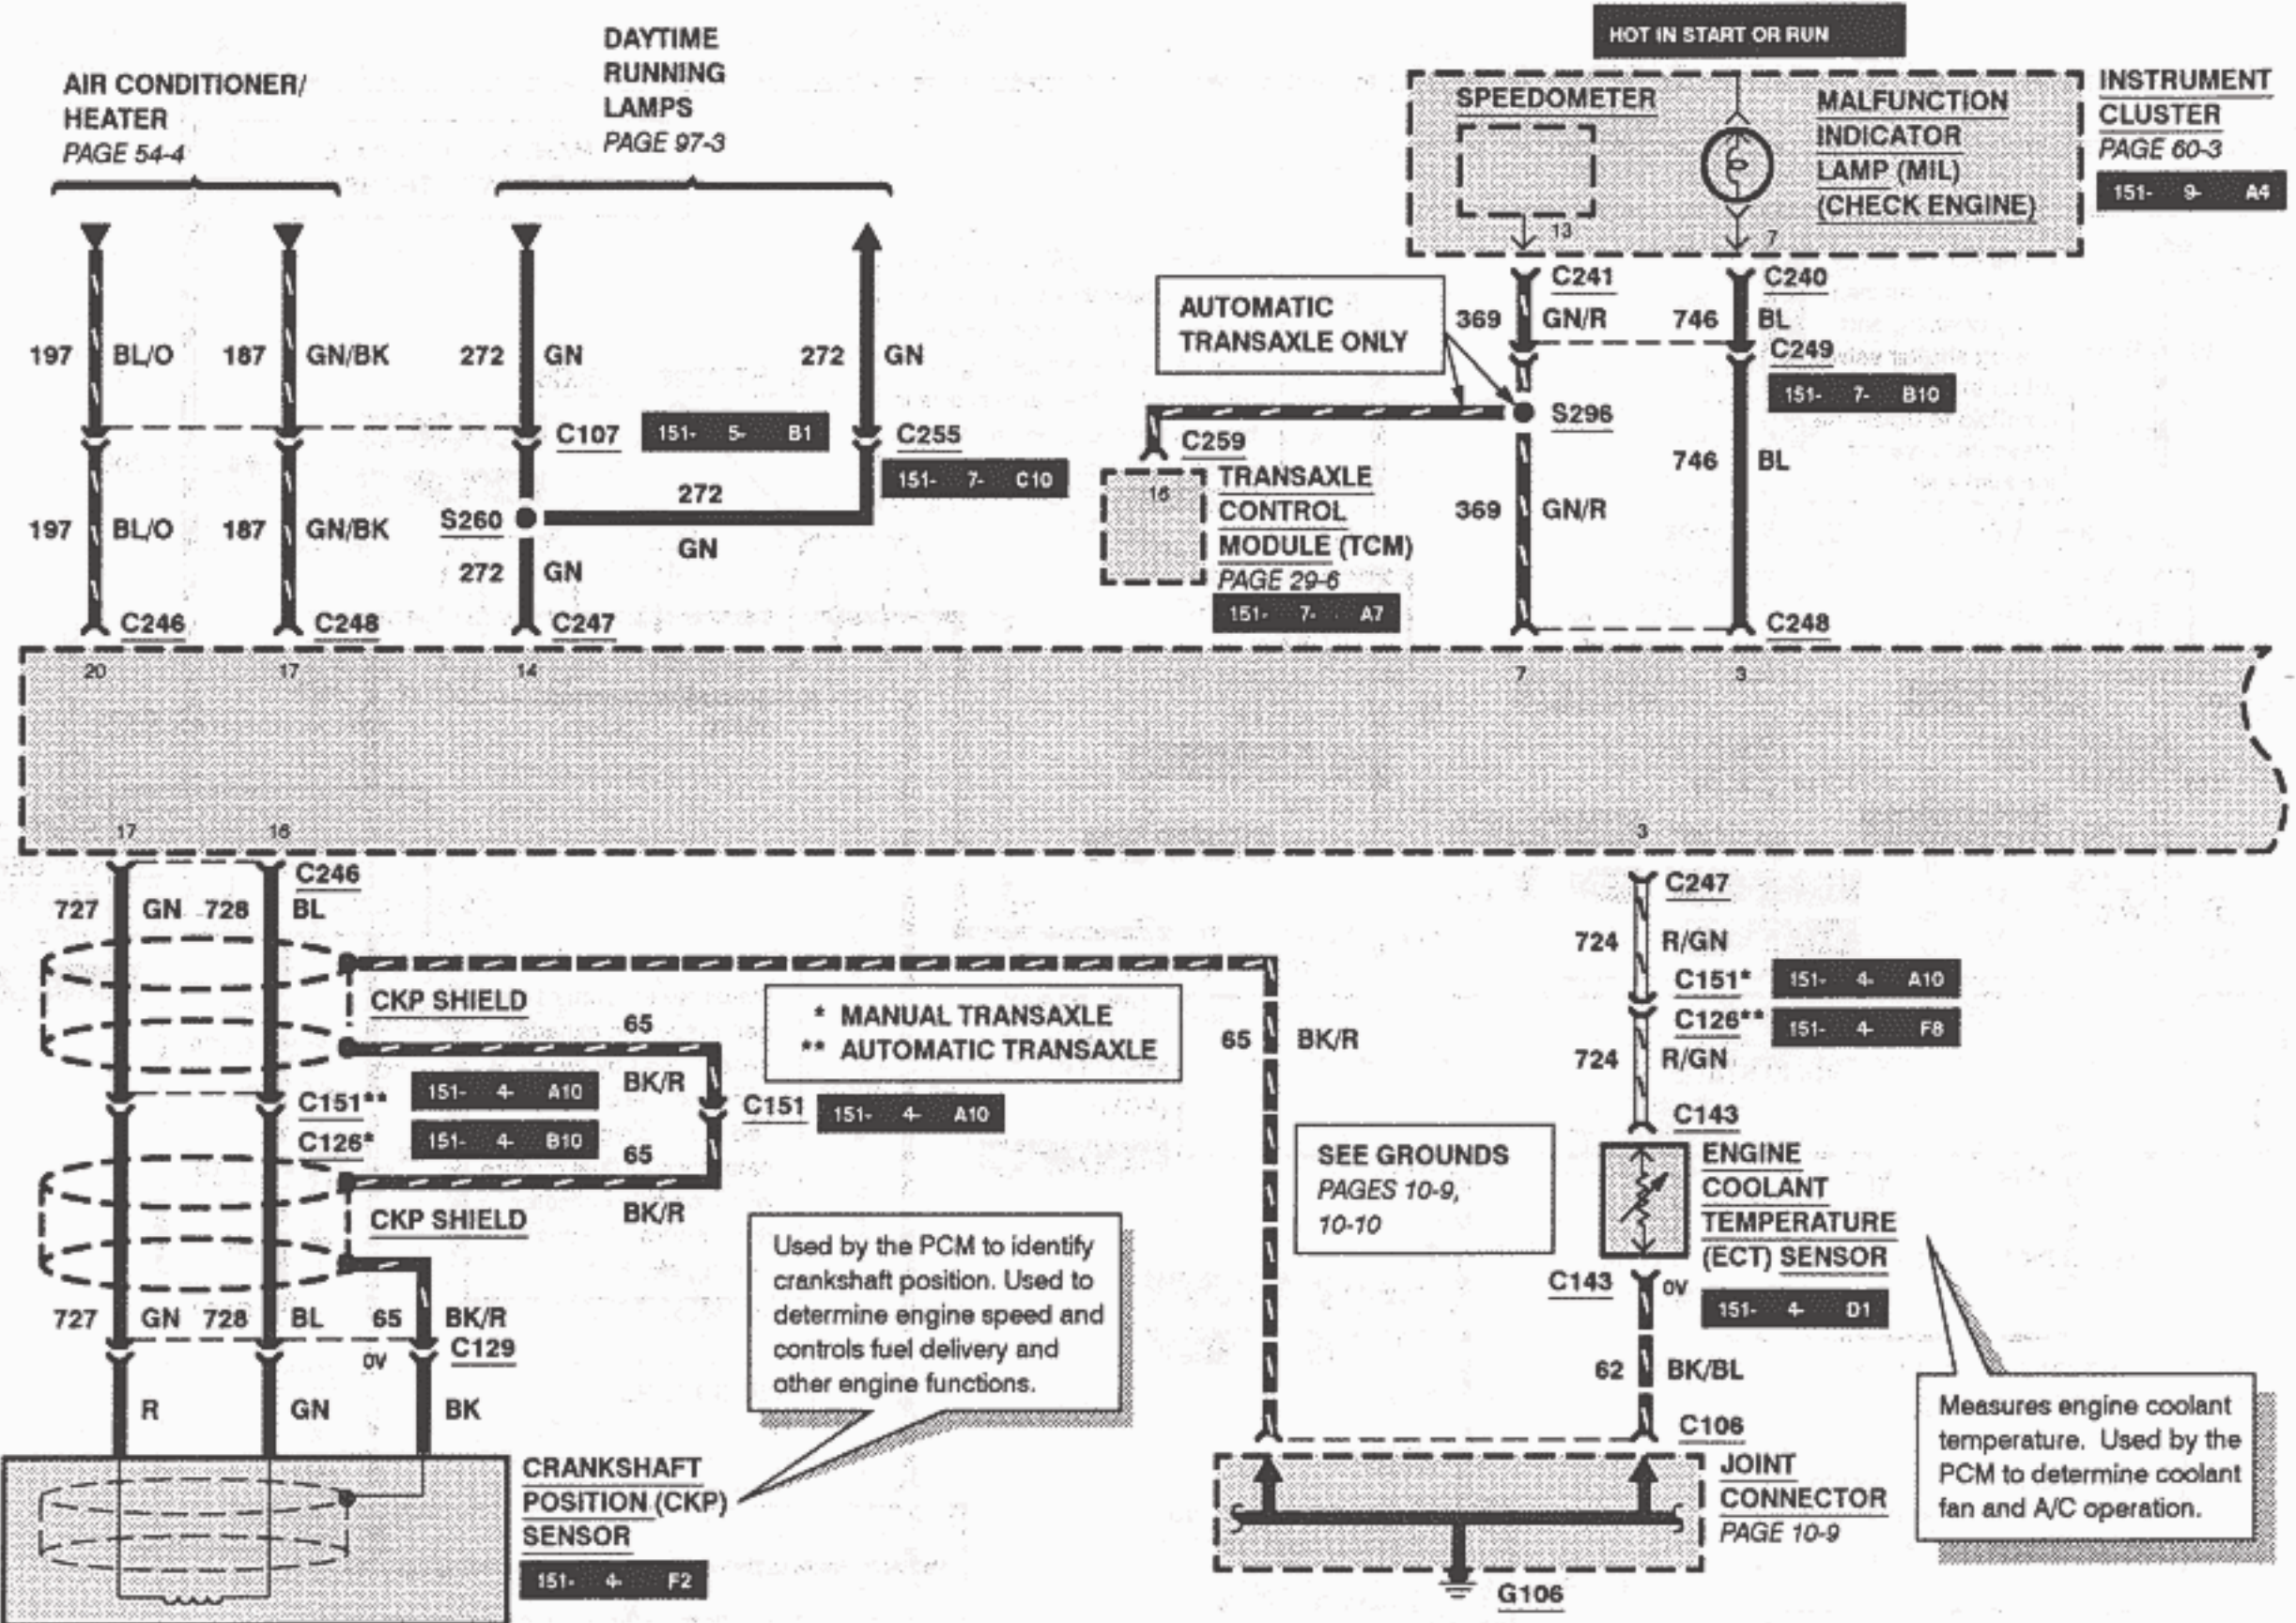 HOT IN START OR RUN
AIR CONDITIONER/
HEATER
PAGE 54-4
DAYTIME
RUNNING
LAMPS
PAGE 97-3
SPEEDOMETER
MALFUNCTION
INDICATOR
LAMP (MIL)
(CHECK ENGINE)
INSTRUMENT
CLUSTER
PAGE 60-3
151- 9- A4
13
7
C241
C240
AUTOMATIC
TRANSAXLE ONLY
369 GN/R
746 BL
C249
151- 7- B10
197 BL/O
187 GN/BK
272 GN
272 GN
C107
151- 5- B1
C255
151- 7- C10
S296
C259
16
TRANSAXLE
CONTROL
MODULE (TCM)
PAGE 29-6
151- 7- A7
746 BL
369 GN/R
197 BL/O
187 GN/BK
S260
272
GN
272 GN
C246
C248
C247
C248
20
17
14
7
3
17
16
3
C246
727 GN
728 BL
C247
724 R/GN
C151*
151- 4- A10
C126**
151- 4- F8
724 R/GN
CKP SHIELD
65
BK/R
* MANUAL TRANSAXLE
** AUTOMATIC TRANSAXLE
65 BK/R
C151**
151- 4- A10
C126*
151- 4- B10
C151
151- 4- A10
65
BK/R
CKP SHIELD
C143
SEE GROUNDS
PAGES 10-9,
10-10
ENGINE
COOLANT
TEMPERATURE
(ECT) SENSOR
C143
0V
151- 4- D1
Used by the PCM to identify
crankshaft position. Used to
determine engine speed and
controls fuel delivery and
other engine functions.
727 GN
728 BL
65 BK/R
0V
C129
R
GN
BK
62 BK/BL
C106
Measures engine coolant
temperature. Used by the
PCM to determine coolant
fan and A/C operation.
CRANKSHAFT
POSITION (CKP)
SENSOR
151- 4- F2
JOINT
CONNECTOR
PAGE 10-9
G106